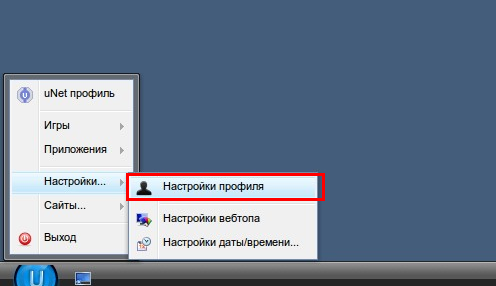 uNet профиль
Игры
Приложения
Настройки...
Сайты...
Выход
Настройки профиля
Настройки вебтопа
Настройки даты/времени...
U